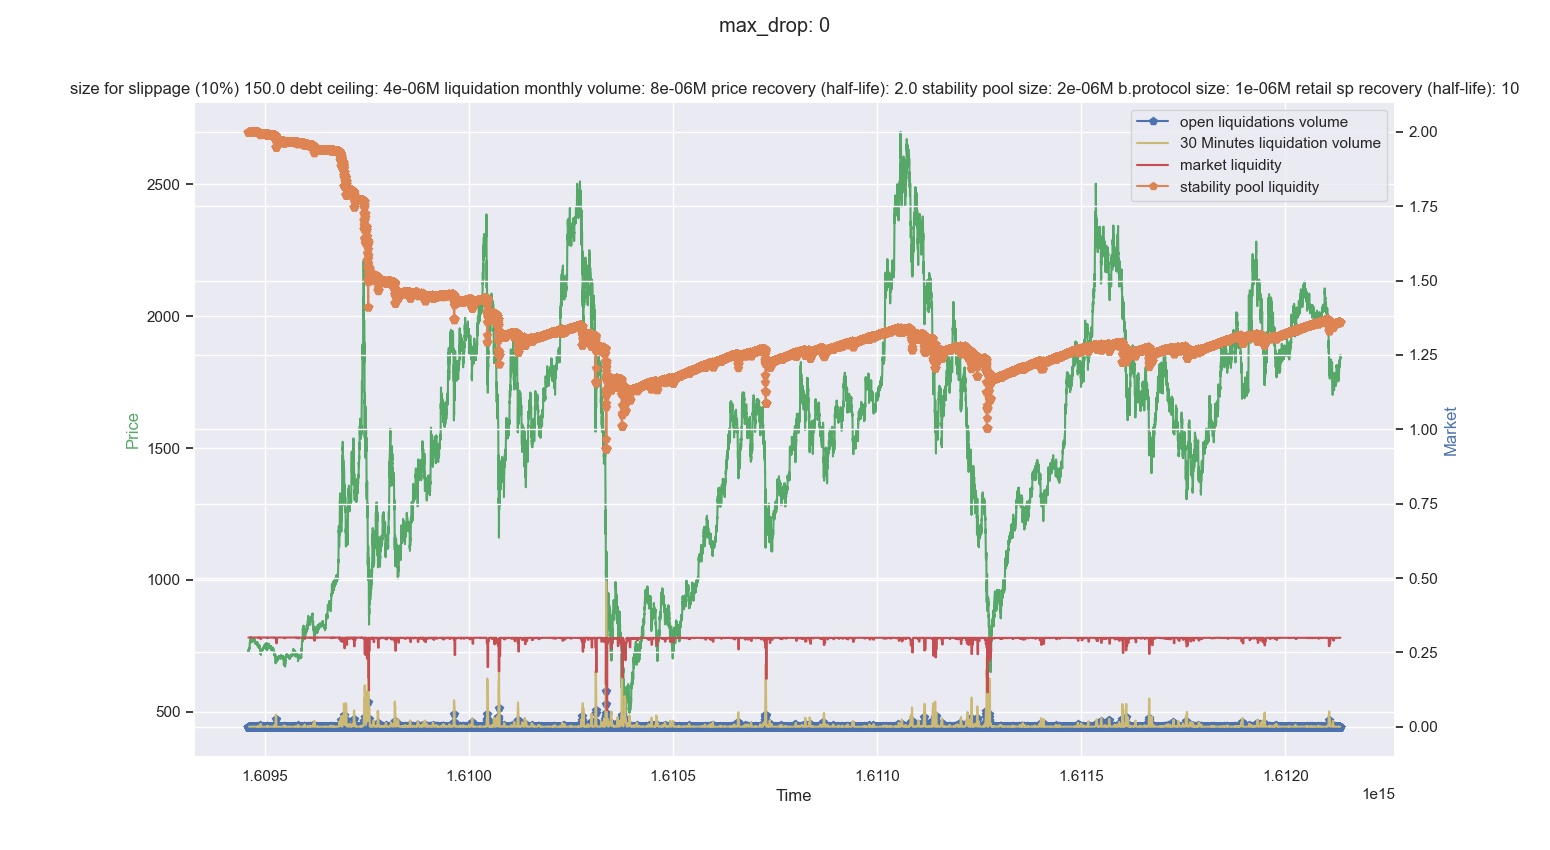 max_drop: 0
size for slippage (10%) 150.0 debt ceiling: 4e-06M liquidation monthly volume: 8e-06M price recovery (half-life): 2.0 stability pool size: 2e-06M b.protocol size: 1e-06M retail sp recovery (half-life): 10
open liquidations volume
30 Minutes liquidation volume
market liquidity
stability pool liquidity
2500
2000
1500
1000
500
Price
2.00
1.75
1.50
1.25
1.00
0.75
0.50
0.25
0.00
Market
1.6095 1.6100 1.6105 1.6110 1.6115 1.6120
Time
1e15